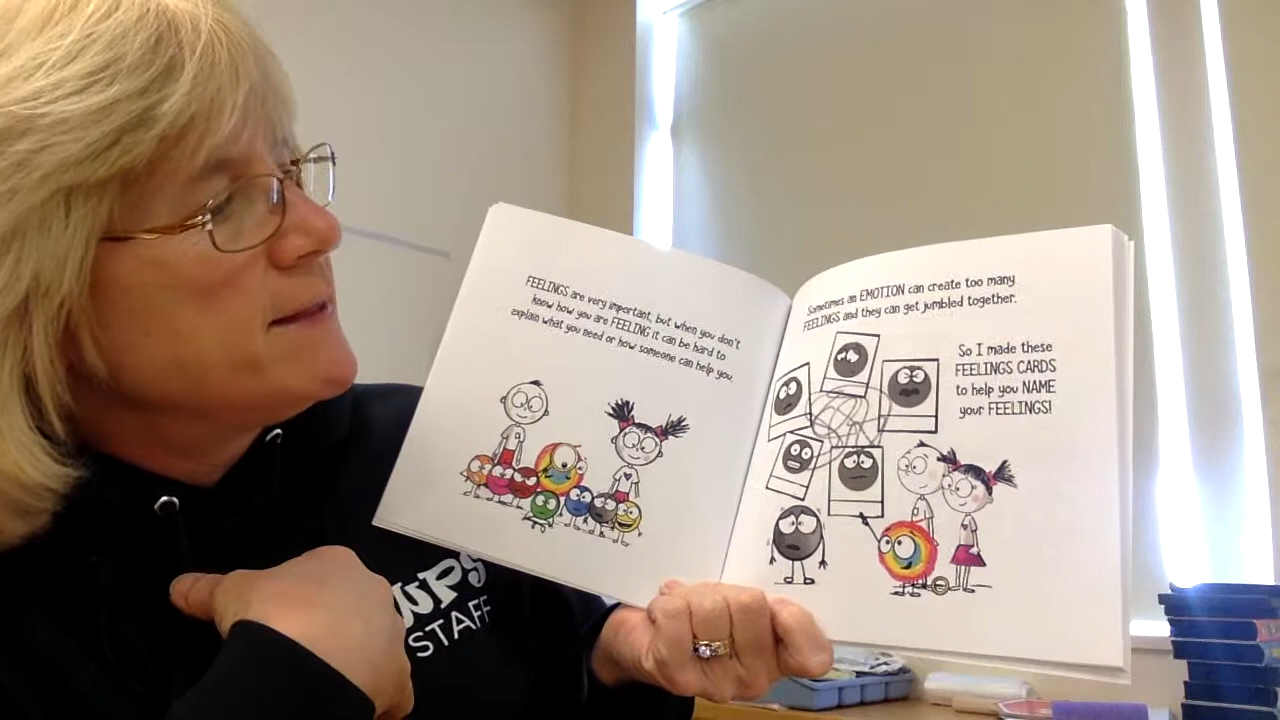 FEELINGS are very important, but when you don't
know how you are FEELING it can be hard to
explain what you need or how someone can help you.
Sometimes an EMOTION can create too many
FEELINGS and they can get jumbled together.
So I made these
FEELINGS CARDS
to help you NAME
your FEELINGS!
WPS
STAFF